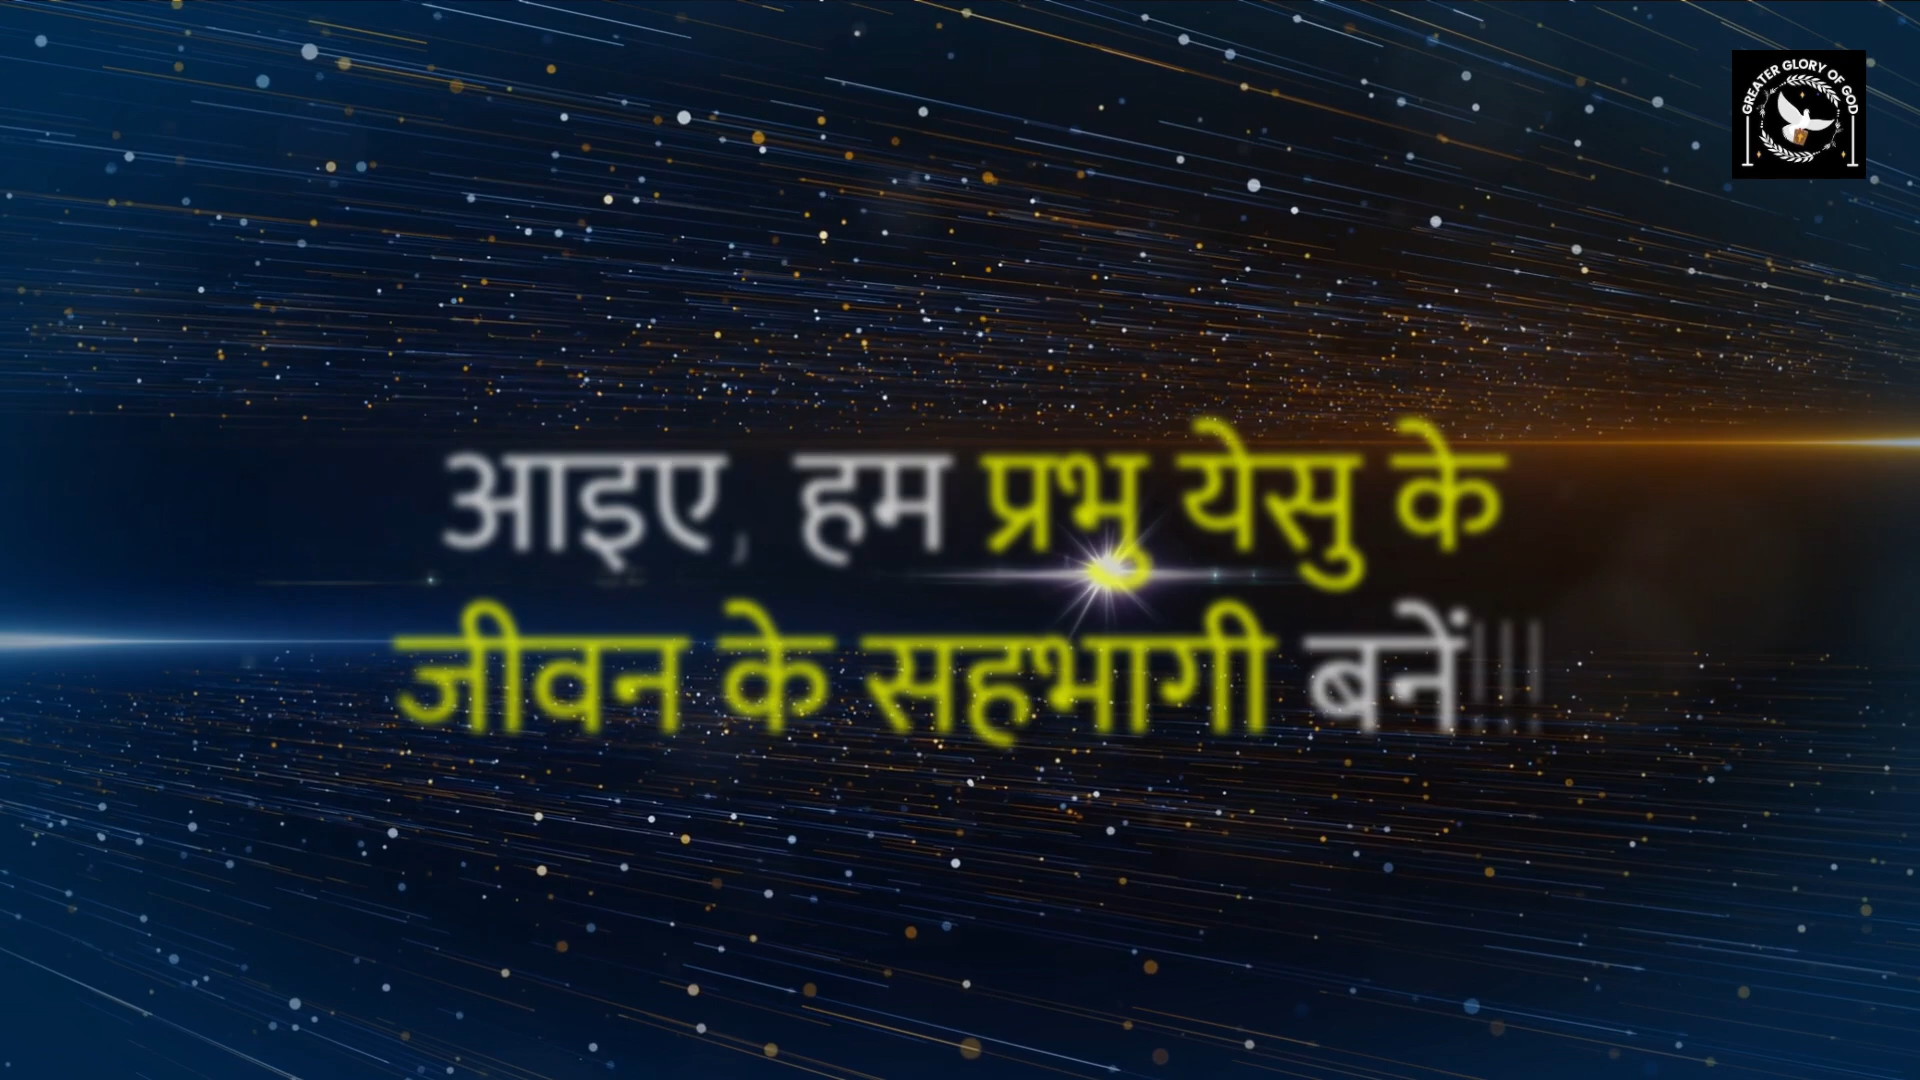 GREATER GLORY OF GOD
आइए, हम प्रभु येसु के
जीवन के सहभागी बनें!!!